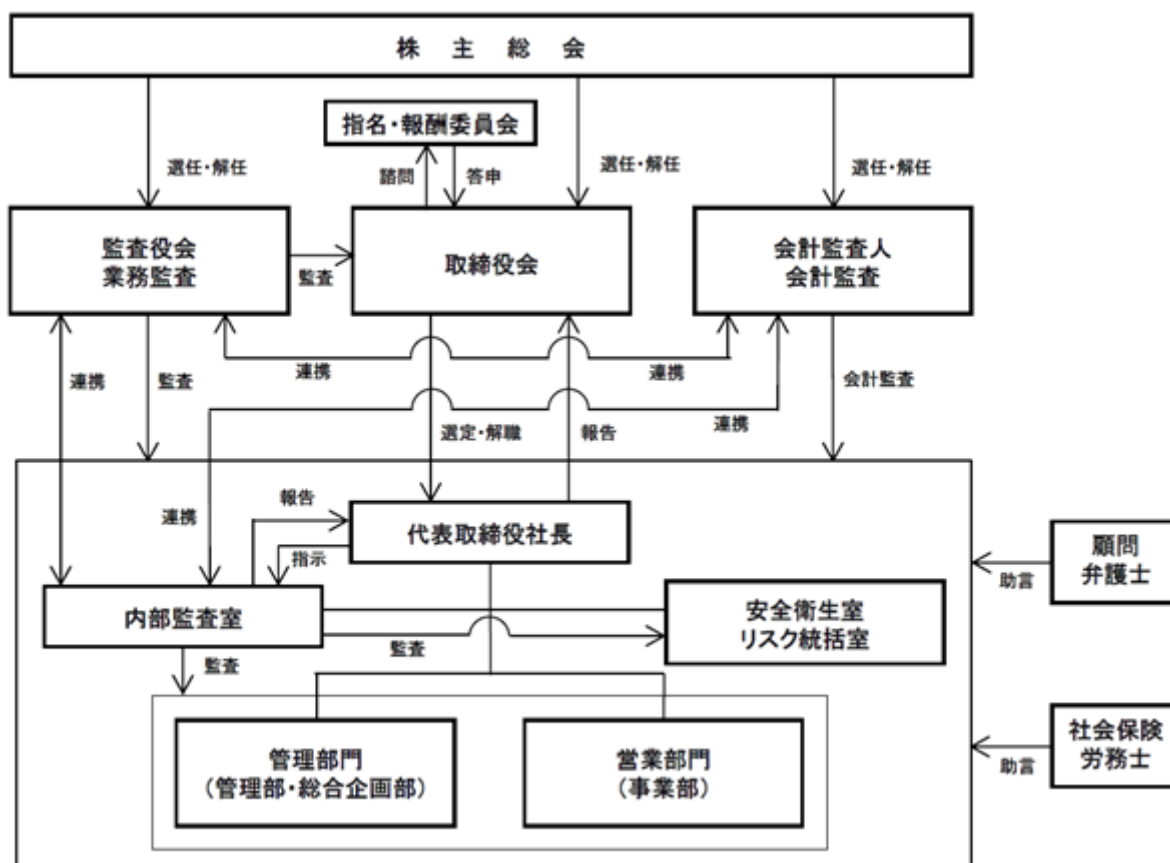 株主総会
指名・報酬委員会
選任・解任
諮問
答申
選任・解任
選任・解任
監査役会
業務監査
監査
取締役会
会計監査人
会計監査
連携
監査
連携
連携
会計監査
連携
選定・解職
報告
報告
連携
代表取締役社長
指示
顧問
弁護士
助言
内部監査室
安全衛生室
リスク統括室
監査
監査
管理部門
(管理部・総合企画部)
営業部門
(事業部)
社会保険
労務士
助言